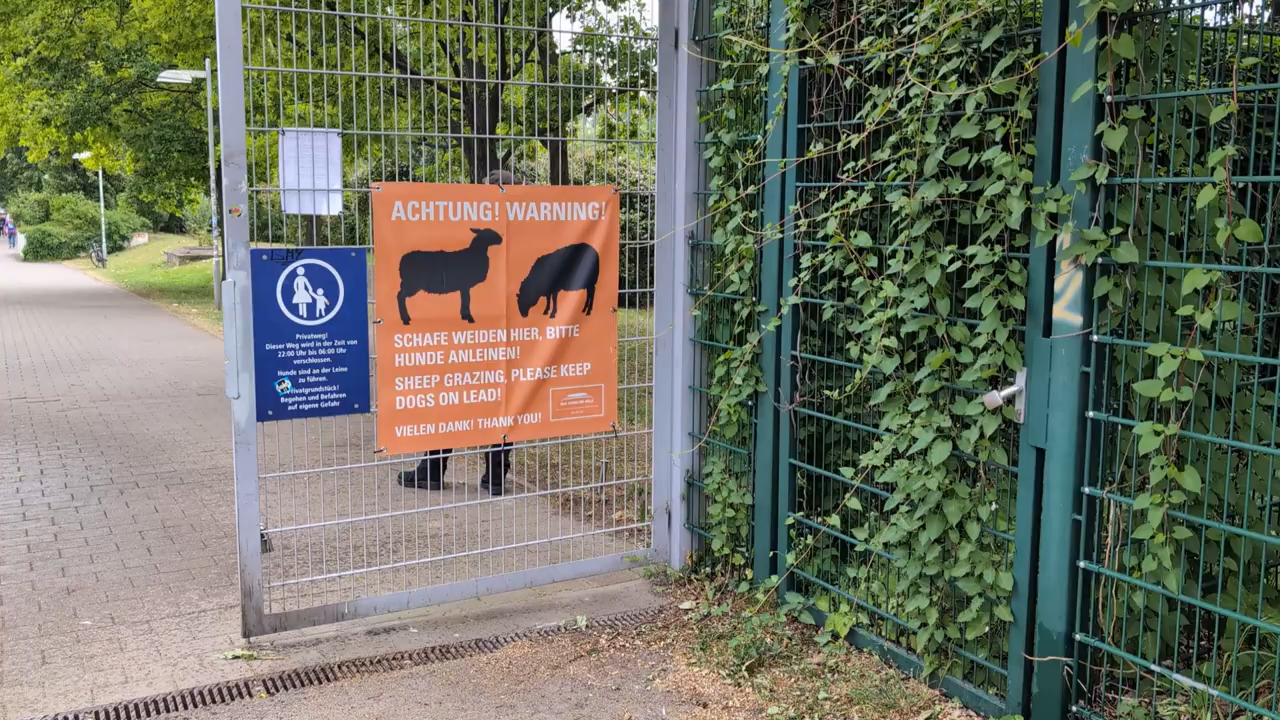 ACHTUNG! WARNING!
SCHAFE WEIDEN HIER, BITTE
HUNDE ANLEINEN!
SHEEP GRAZING, PLEASE KEEP
DOGS ON LEAD!
VIELEN DANK! THANK YOU!
Privatweg!
Dieser Weg wird in der Zeit von
22:00 Uhr bis 06:00 Uhr
verschlossen.
Hunde sind an der Leine
zu führen.
Privatgrundstück!
Begehen und Befahren
auf eigene Gefahr